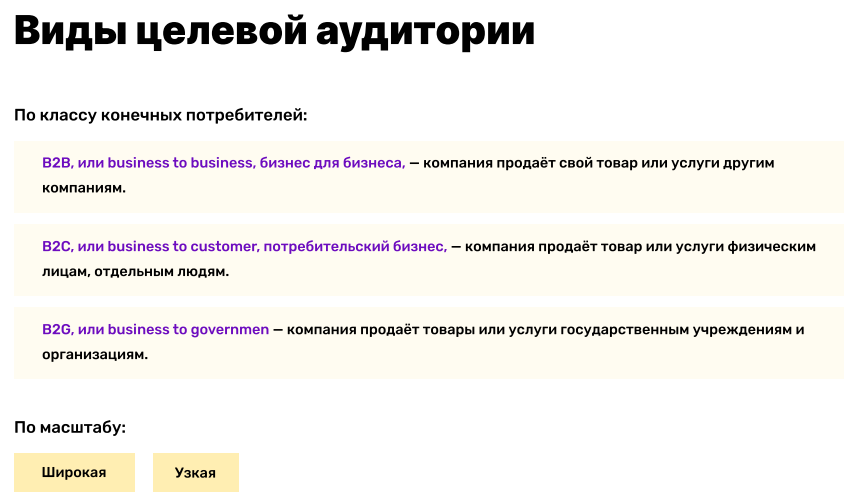 Виды целевой аудитории
По классу конечных потребителей:
B2B, или business to business, бизнес для бизнеса, — компания продаёт свой товар или услуги другим
компаниям.
B2C, или business to customer, потребительский бизнес, — компания продаёт товар или услуги физическим
лицам, отдельным людям.
B2G, или business to governmen — компания продаёт товары или услуги государственным учреждениям и
организациям.
По масштабу:
Широкая
Узкая